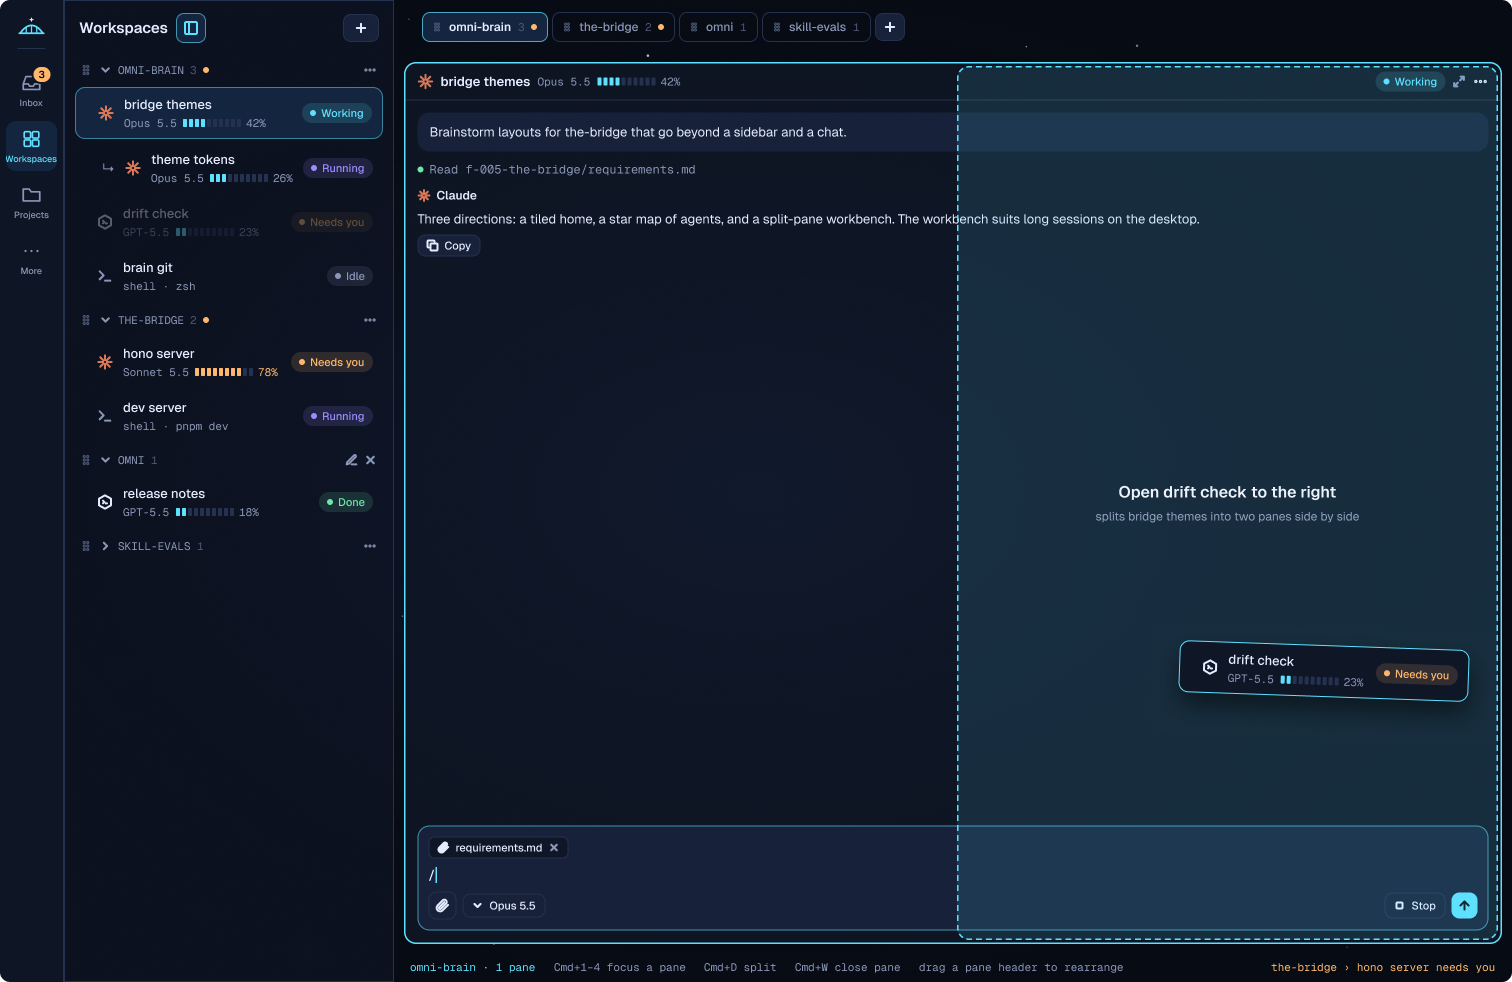 3
Inbox
Workspaces
Projects
More
Workspaces
OMNI-BRAIN 3
bridge themes
Opus 5.5 42%
Working
theme tokens
Opus 5.5 26%
Running
drift check
GPT-5.5 23%
Needs you
brain git
shell · zsh
Idle
THE-BRIDGE 2
hono server
Sonnet 5.5 78%
Needs you
dev server
shell · pnpm dev
Running
OMNI 1
release notes
GPT-5.5 18%
Done
SKILL-EVALS 1
omni-brain 3
the-bridge 2
omni 1
skill-evals 1
bridge themes Opus 5.5 42%
Working
Brainstorm layouts for the-bridge that go beyond a sidebar and a chat.
Read f-005-the-bridge/requirements.md
Claude
Three directions: a tiled home, a star map of agents, and a split-pane workbench. The workbench suits long sessions on the desktop.
Copy
Open drift check to the right
splits bridge themes into two panes side by side
drift check
GPT-5.5 23%
Needs you
requirements.md
/
Opus 5.5
Stop
omni-brain · 1 pane Cmd+1-4 focus a pane Cmd+D split Cmd+W close pane drag a pane header to rearrange
the-bridge › hono server needs you